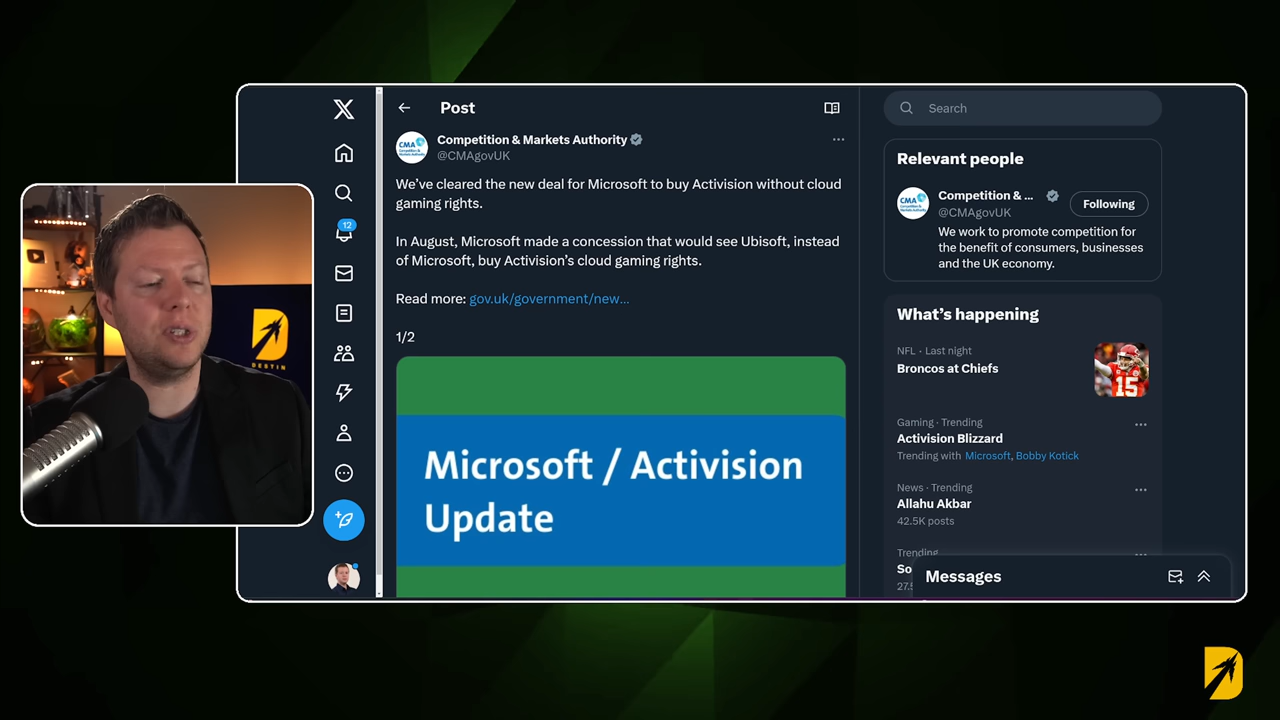 Post
Competition & Markets Authority
@CMAgovUK
We've cleared the new deal for Microsoft to buy Activision without cloud
gaming rights.
In August, Microsoft made a concession that would see Ubisoft, instead
of Microsoft, buy Activision's cloud gaming rights.
Read more: gov.uk/government/new...
1/2
Microsoft / Activision
Update
12
DESTIN
Search
Relevant people
Competition & ...
@CMAgovUK
Following
We work to promote competition for
the benefit of consumers, businesses
and the UK economy.
What's happening
NFL · Last night
Broncos at Chiefs
15
Gaming · Trending
Activision Blizzard
Trending with Microsoft, Bobby Kotick
News · Trending
Allahu Akbar
42.5K posts
Trending
So
27.5
Messages